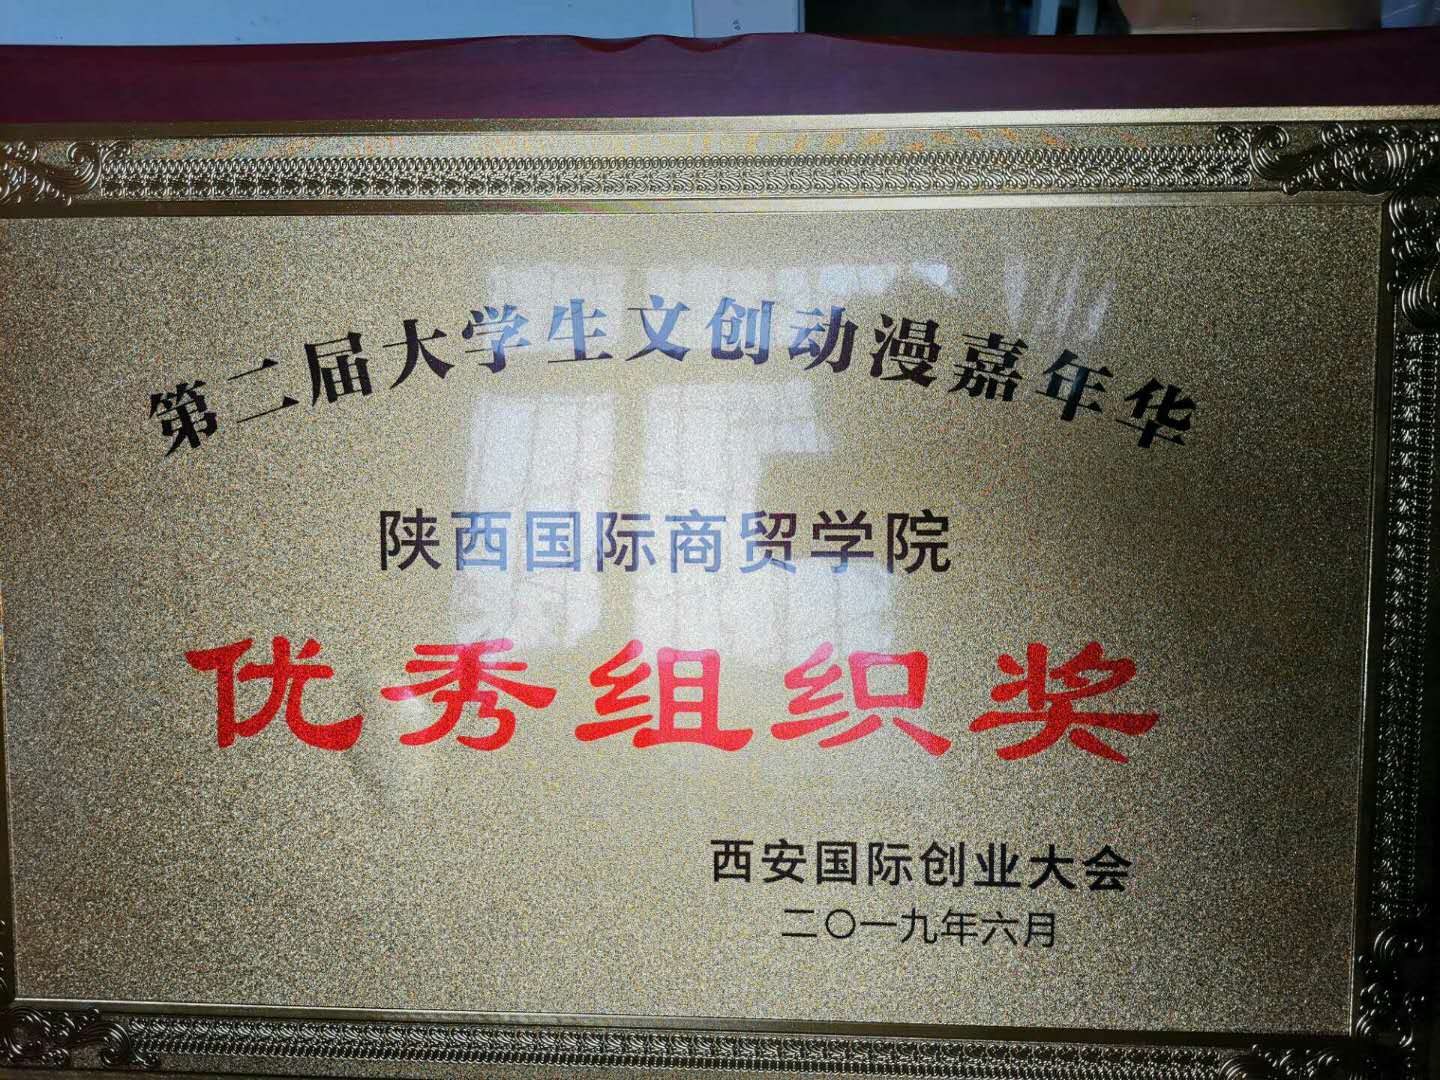 第二届大学生文创动漫嘉年华
陕西国际商贸学院
优秀组织奖
西安国际创业大会
二〇一九年六月